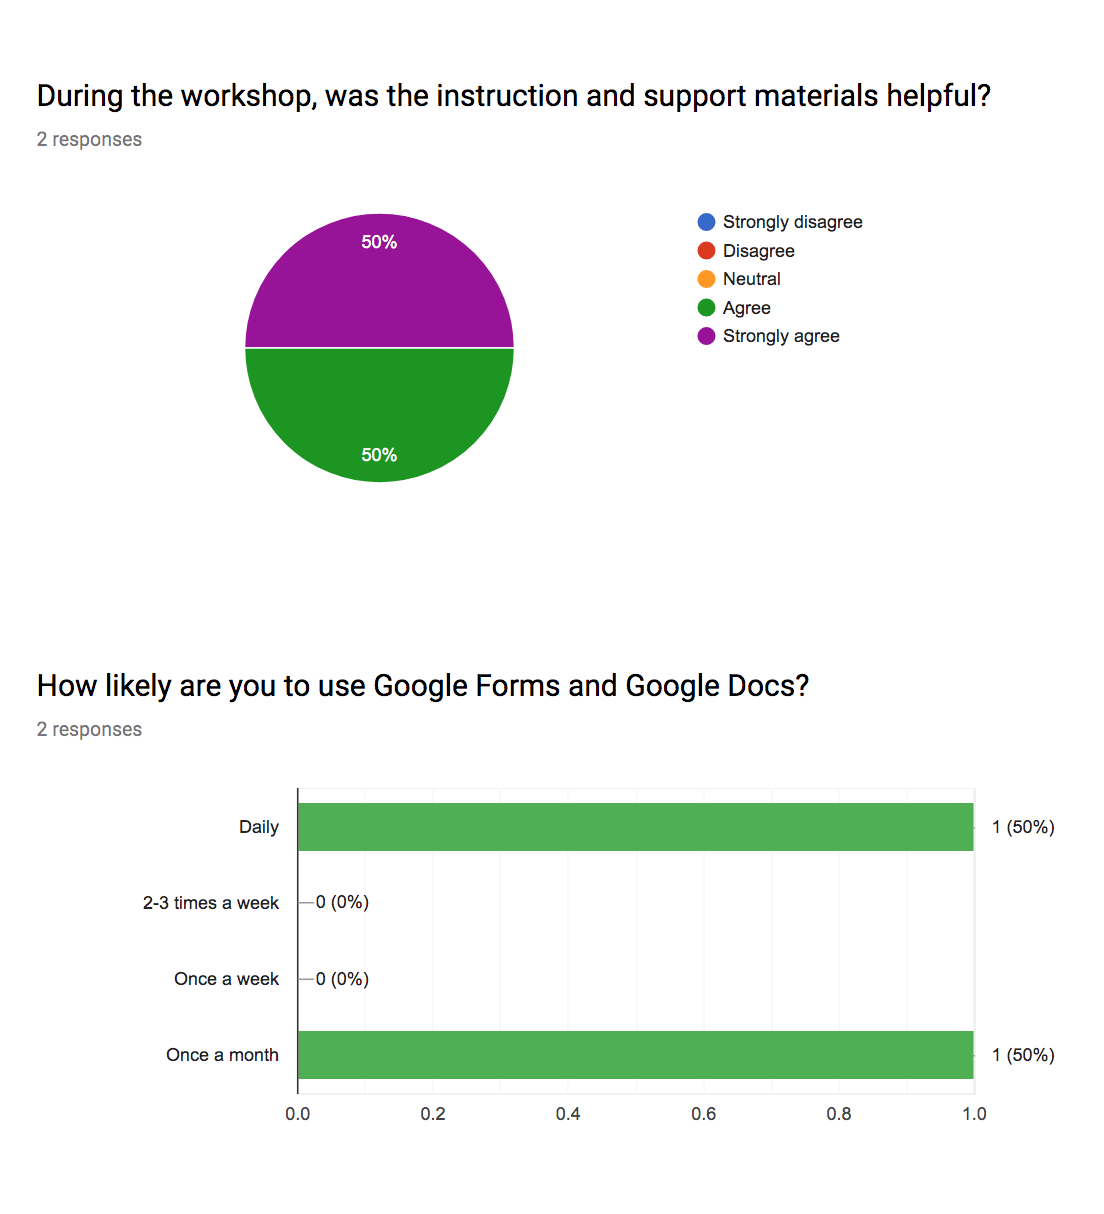 During the workshop, was the instruction and support materials helpful?
2 responses
50%
50%
Strongly disagree
Disagree
Neutral
Agree
Strongly agree
How likely are you to use Google Forms and Google Docs?
2 responses
Daily 1 (50%)
2-3 times a week 0 (0%)
Once a week 0 (0%)
Once a month 1 (50%)
0.0 0.2 0.4 0.6 0.8 1.0